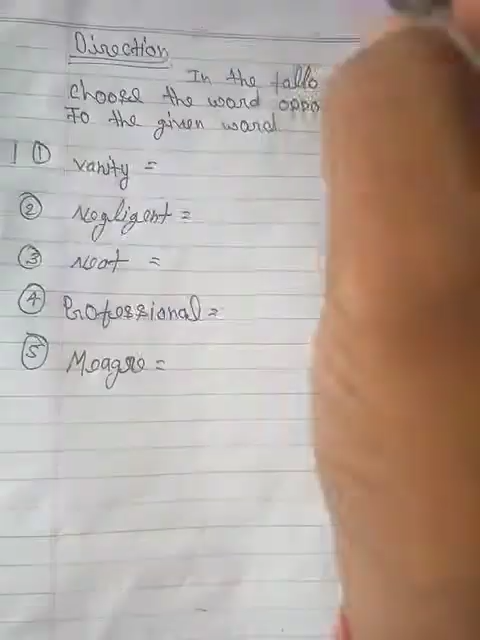 Direction
In the follo
choose the word oppo
To the given word
1 ① vanity =
② Negligent =
③ Neat =
④ Professional =
⑤ Meagre =